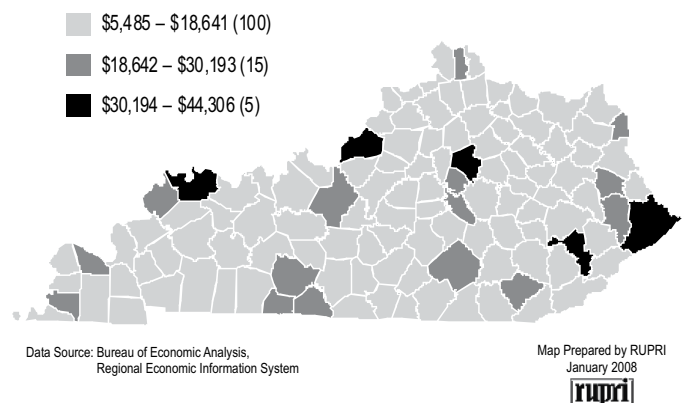 $5,485 – $18,641 (100)
$18,642 – $30,193 (15)
$30,194 – $44,306 (5)
Data Source: Bureau of Economic Analysis,
Regional Economic Information System
Map Prepared by RUPRI
January 2008
rupri